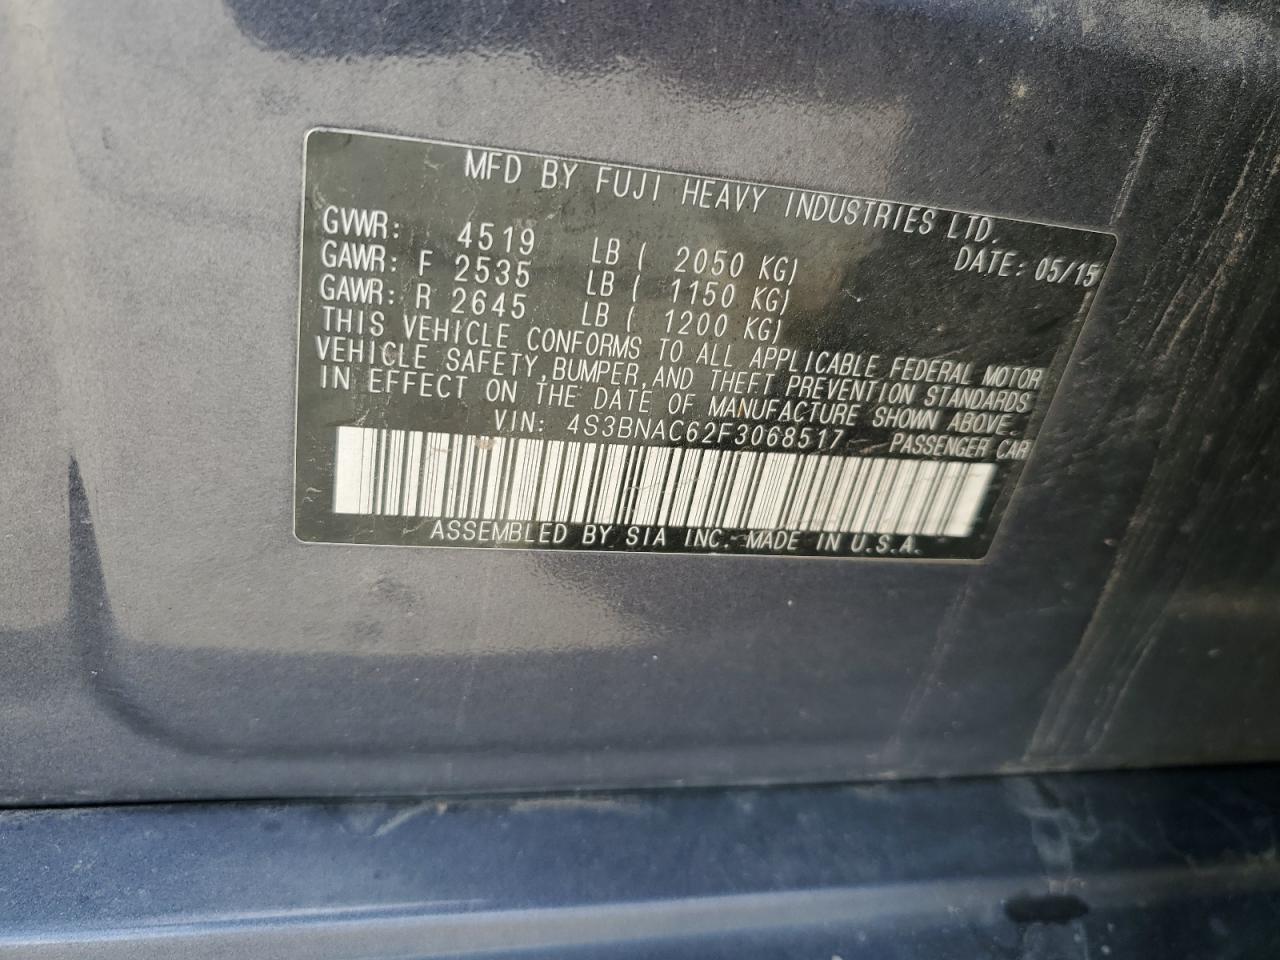 MFD BY FUJI HEAVY INDUSTRIES LTD.
GVWR: 4519 LB ( 2050 KG) DATE: 05/15
GAWR: F 2535 LB ( 1150 KG)
GAWR: R 2645 LB ( 1200 KG)
THIS VEHICLE CONFORMS TO ALL APPLICABLE FEDERAL MOTOR
VEHICLE SAFETY, BUMPER, AND THEFT PREVENTION STANDARDS
IN EFFECT ON THE DATE OF MANUFACTURE SHOWN ABOVE.
VIN: 4S3BNAC62F3068517 PASSENGER CAR
ASSEMBLED BY SIA INC. MADE IN U.S.A.